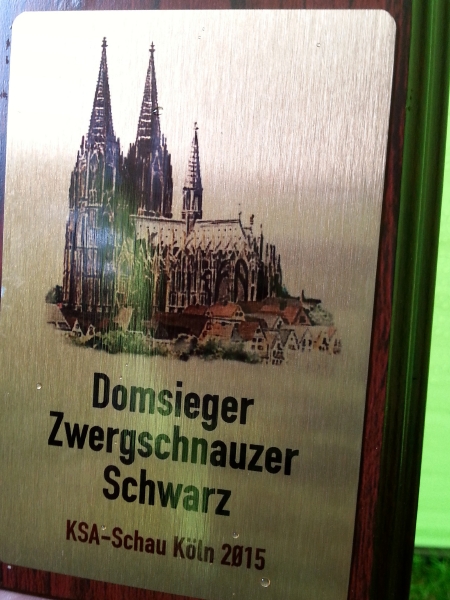 Domsieger
Zwergschnauzer
Schwarz
KSA-Schau Köln 2015